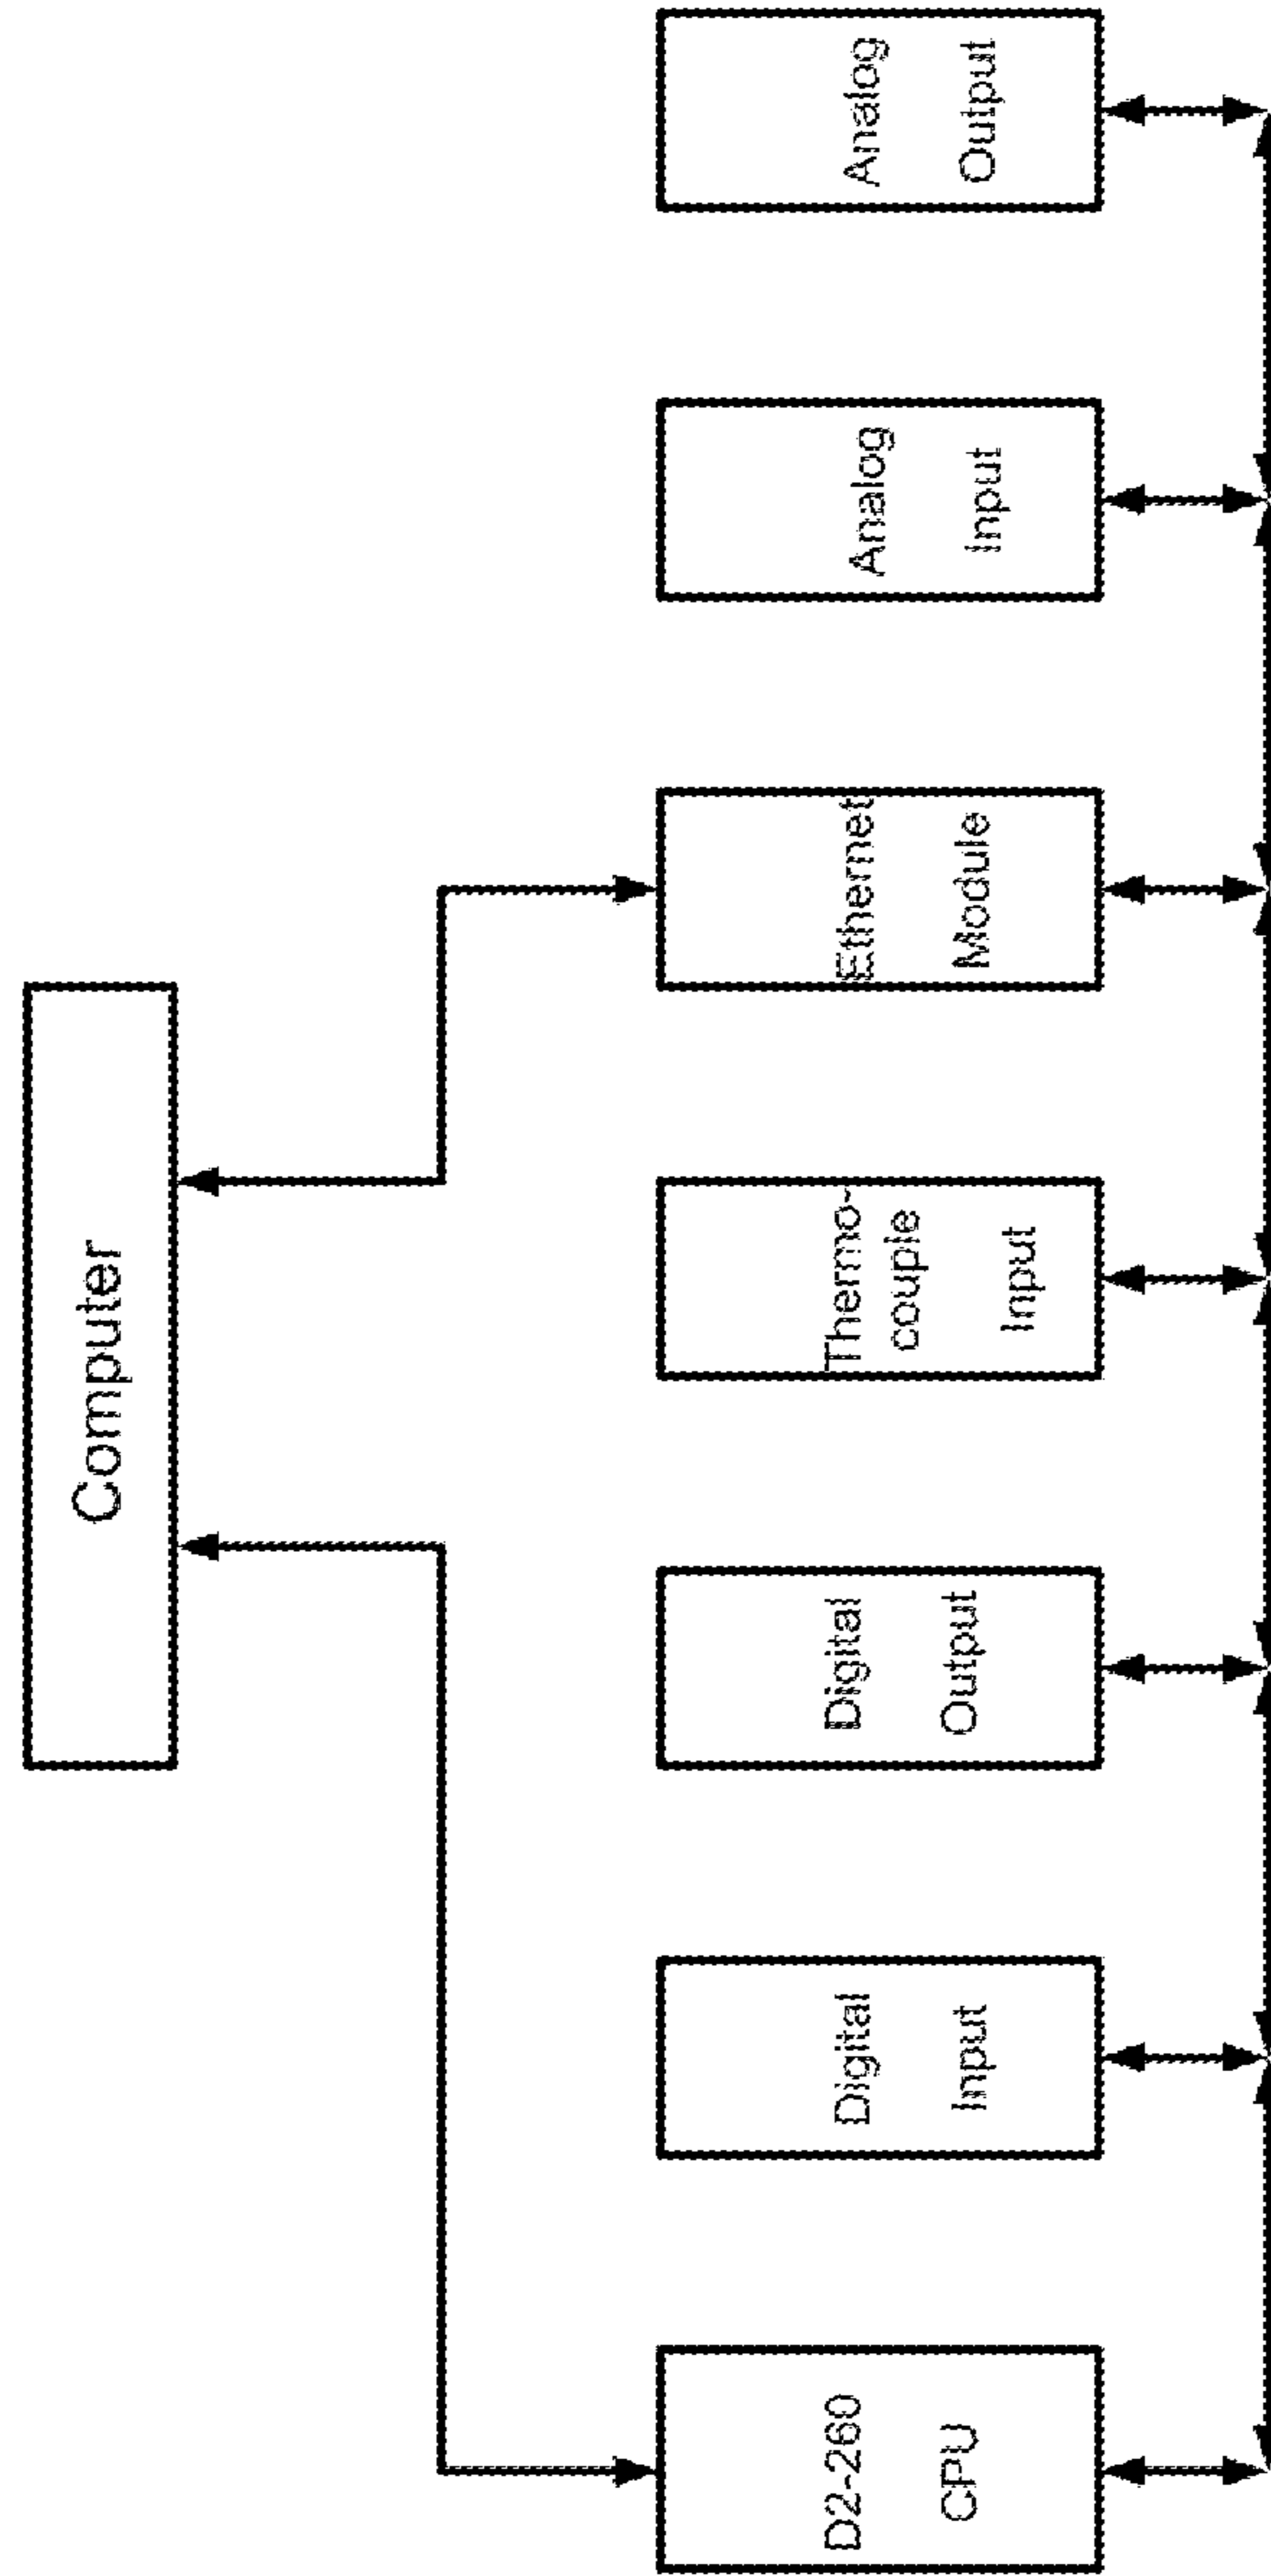 Computer
D2-260
CPU
Digital
Input
Digital
Output
Thermo-
couple
Input
Ethernet
Module
Analog
Input
Analog
Output